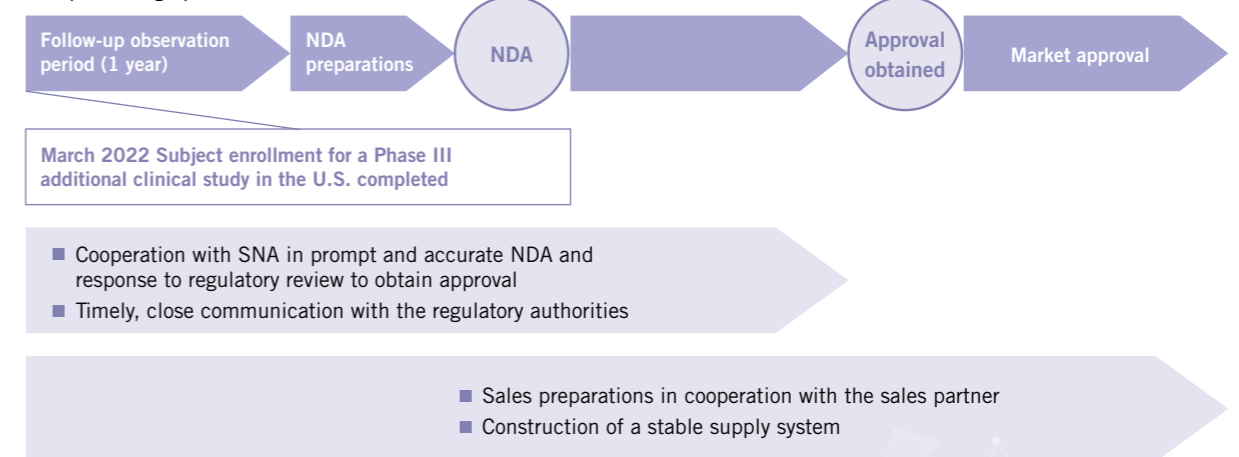 Follow-up observation
period (1 year)
NDA
preparations
NDA
Approval
obtained
Market approval
March 2022 Subject enrollment for a Phase III
additional clinical study in the U.S. completed
■ Cooperation with SNA in prompt and accurate NDA and
response to regulatory review to obtain approval
■ Timely, close communication with the regulatory authorities
■ Sales preparations in cooperation with the sales partner
■ Construction of a stable supply system